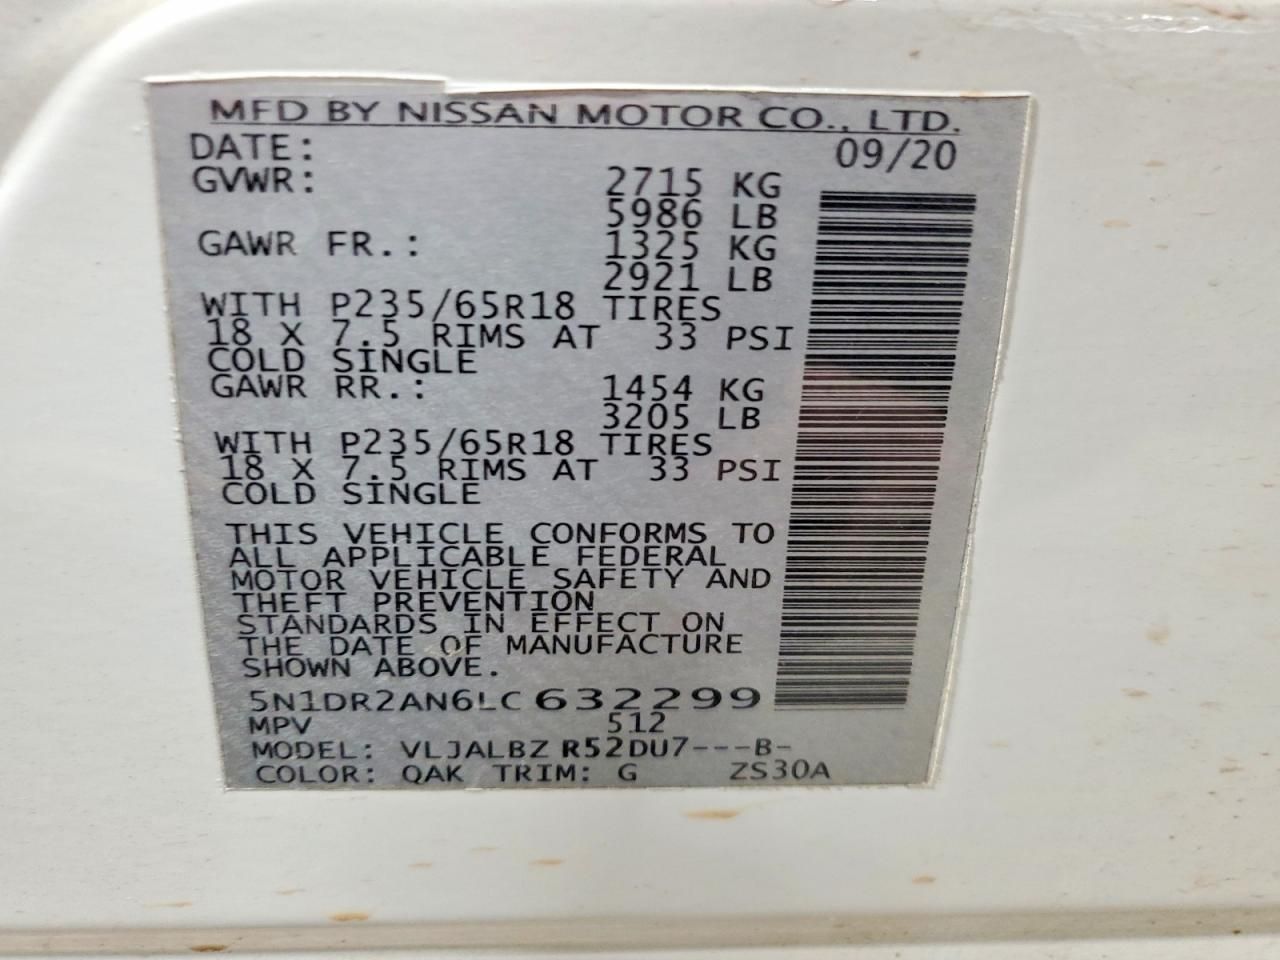 MFD BY NISSAN MOTOR CO., LTD.
DATE: 09/20
GVWR: 2715 KG
5986 LB
GAWR FR.: 1325 KG
2921 LB
WITH P235/65R18 TIRES
18 X 7.5 RIMS AT 33 PSI
COLD SINGLE
GAWR RR.: 1454 KG
3205 LB
WITH P235/65R18 TIRES
18 X 7.5 RIMS AT 33 PSI
COLD SINGLE
THIS VEHICLE CONFORMS TO
ALL APPLICABLE FEDERAL
MOTOR VEHICLE SAFETY AND
THEFT PREVENTION
STANDARDS IN EFFECT ON
THE DATE OF MANUFACTURE
SHOWN ABOVE.
5N1DR2AN6LC632299
MPV 512
MODEL: VLJALBZ R52DU7---B-
COLOR: QAK TRIM: G ZS30A